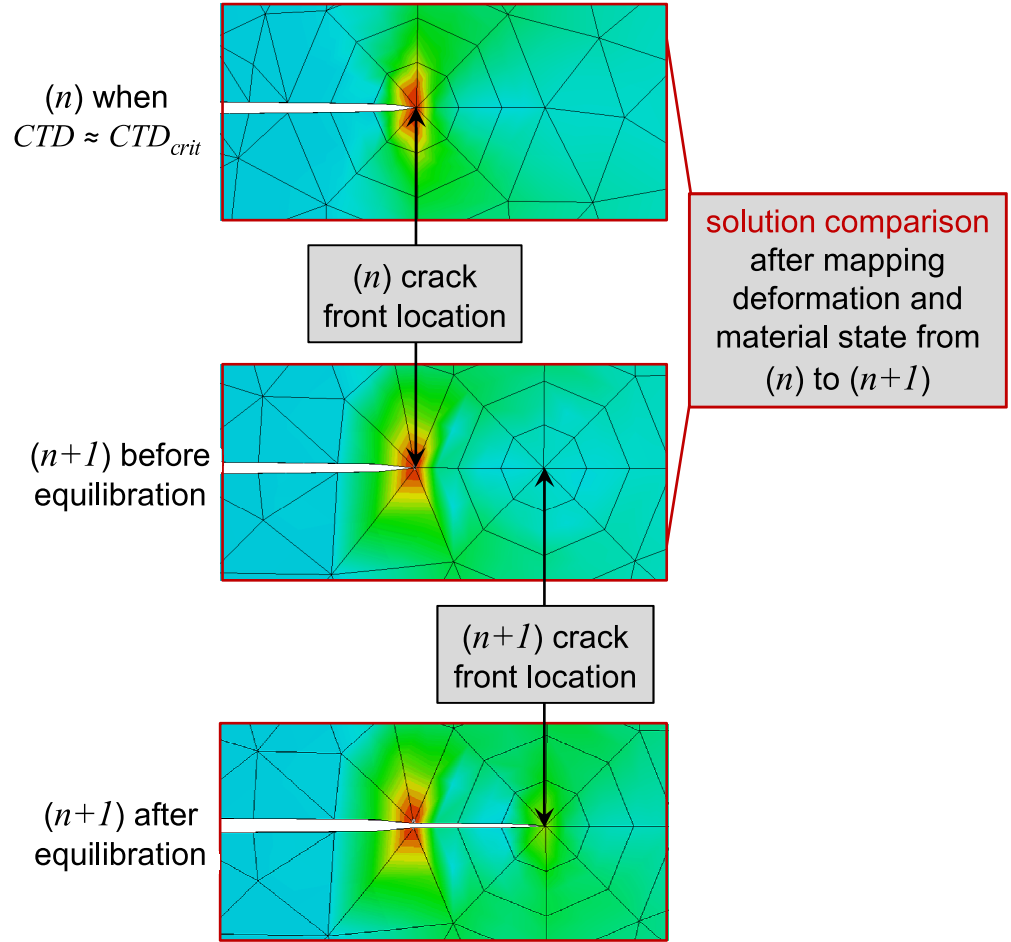 (n) when
CTD ≈ CTDcrit
(n) crack
front location
solution comparison
after mapping
deformation and
material state from
(n) to (n+1)
(n+1) before
equilibration
(n+1) crack
front location
(n+1) after
equilibration